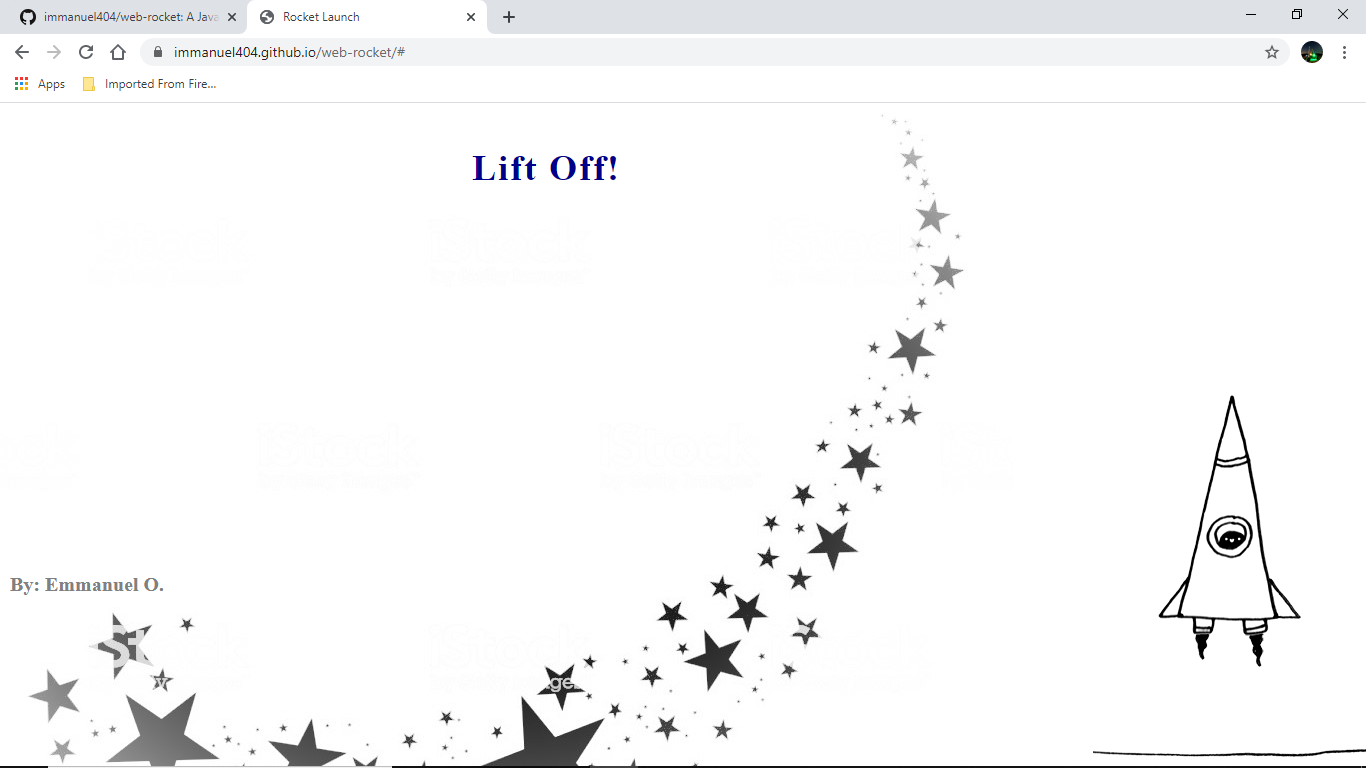 immanuel404/web-rocket: A Java
Rocket Launch
immanuel404.github.io/web-rocket/#
Apps
Imported From Fire...
Lift Off!
By: Emmanuel O.